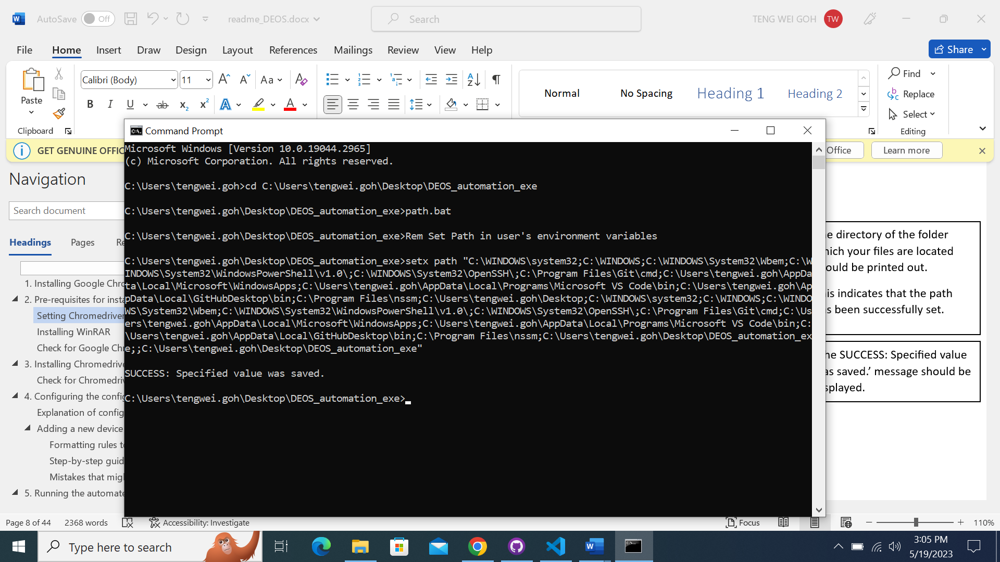 AutoSave Off readme_DEOS.docx Search TENG WEI GOH TW
File Home Insert Draw Design Layout References Mailings Review View Help Share
Paste
Clipboard
Calibri (Body) 11
Normal No Spacing Heading 1 Heading 2
Find
Replace
Select
Editing
GET GENUINE OFFIC
Office Learn more
Navigation
Search document
Headings Pages Re
1. Installing Google Chro
2. Pre-requisites for insta
Setting Chromedriver
Installing WinRAR
Check for Google Chr
3. Installing Chromedrive
Check for Chromedriv
4. Configuring the config
Explanation of config
Adding a new device
Formatting rules to
Step-by-step guid
Mistakes that migh
5. Running the automate
Command Prompt
Microsoft Windows [Version 10.0.19044.2965]
(c) Microsoft Corporation. All rights reserved.
C:\Users\tengwei.goh>cd C:\Users\tengwei.goh\Desktop\DEOS_automation_exe
C:\Users\tengwei.goh\Desktop\DEOS_automation_exe>path.bat
C:\Users\tengwei.goh\Desktop\DEOS_automation_exe>Rem Set Path in user's environment variables
C:\Users\tengwei.goh\Desktop\DEOS_automation_exe>setx path "C:\WINDOWS\system32;C:\WINDOWS;C:\WINDOWS\System32\Wbem;C:\W
INDOWS\System32\WindowsPowerShell\v1.0\;C:\WINDOWS\System32\OpenSSH\;C:\Program Files\Git\cmd;C:\Users\tengwei.goh\AppDa
ta\Local\Microsoft\WindowsApps;C:\Users\tengwei.goh\AppData\Local\Programs\Microsoft VS Code\bin;C:\Users\tengwei.goh\Ap
pData\Local\GitHubDesktop\bin;C:\Program Files\nssm;C:\Users\tengwei.goh\Desktop;C:\WINDOWS\system32;C:\WINDOWS;C:\WINDO
WS\System32\Wbem;C:\WINDOWS\System32\WindowsPowerShell\v1.0\;C:\WINDOWS\System32\OpenSSH\;C:\Program Files\Git\cmd;C:\Us
ers\tengwei.goh\AppData\Local\Microsoft\WindowsApps;C:\Users\tengwei.goh\AppData\Local\Programs\Microsoft VS Code\bin;C:
\Users\tengwei.goh\AppData\Local\GitHubDesktop\bin;C:\Program Files\nssm;C:\Users\tengwei.goh\Desktop\DEOS_automation_ex
e;;C:\Users\tengwei.goh\Desktop\DEOS_automation_exe"
SUCCESS: Specified value was saved.
C:\Users\tengwei.goh\Desktop\DEOS_automation_exe>
e directory of the folder
hich your files are located
ould be printed out.
is indicates that the path
s been successfully set.
he SUCCESS: Specified value
as saved.’ message should be
splayed.
Page 8 of 44 2368 words Accessibility: Investigate Focus 110%
Type here to search
3:05 PM
5/19/2023